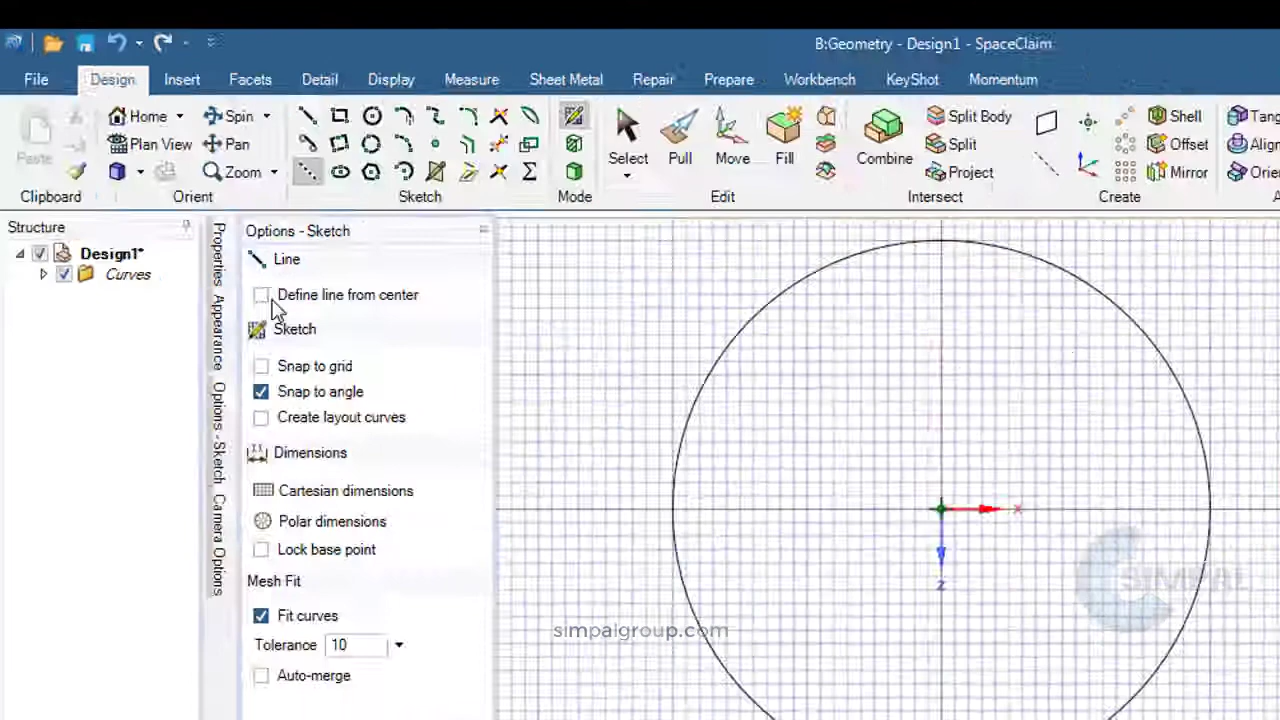 B:Geometry - Design1 - SpaceClaim
File Design Insert Facets Detail Display Measure Sheet Metal Repair Prepare Workbench KeyShot Momentum
Home Spin Select Pull Move Fill Combine Split Body Shell
Paste Plan View Pan Split Offset
Zoom Project Mirror
Clipboard Orient Sketch Mode Edit Intersect Create
Structure
Design1*
Curves
Properties
Appearance
Options - Sketch
Camera Options
Options - Sketch
Line
Define line from center
Sketch
Snap to grid
Snap to angle
Create layout curves
Dimensions
Cartesian dimensions
Polar dimensions
Lock base point
Mesh Fit
Fit curves
Tolerance 10
Auto-merge
X
Z
SIMPAL
simpalgroup.com